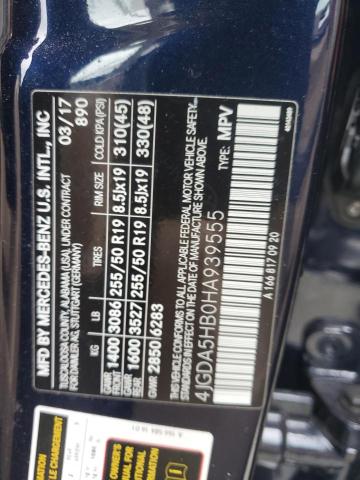 MFD BY MERCEDES-BENZ U.S. INTL., INC
TUSCALOOSA COUNTY, ALABAMA (USA), UNDER CONTRACT 03/17
FOR DAIMLER AG, STUTTGART (GERMANY) 890
KG LB TIRES RIM SIZE COLD KPA(PSI)
GAWR FRONT 1400 3086 255/50 R19 8.5Jx19 310(45)
GAWR REAR 1600 3527 255/50 R19 8.5Jx19 330(48)
GVWR 2850 6283
THIS VEHICLE CONFORMS TO ALL APPLICABLE FEDERAL MOTOR VEHICLE SAFETY
STANDARDS IN EFFECT ON THE DATE OF MANUFACTURE SHOWN ABOVE.
4JGDA5HB0HA939555 TYPE: MPV
A 166 817 09 20